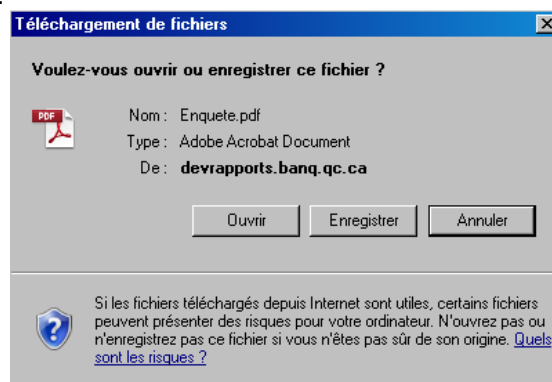 Téléchargement de fichiers
Voulez-vous ouvrir ou enregistrer ce fichier ?
PDF
Nom : Enquete.pdf
Type : Adobe Acrobat Document
De : devrapports.banq.qc.ca
Ouvrir Enregistrer Annuler
Si les fichiers téléchargés depuis Internet sont utiles, certains fichiers
peuvent présenter des risques pour votre ordinateur. N'ouvrez pas ou
n'enregistrez pas ce fichier si vous n'êtes pas sûr de son origine. Quels
sont les risques ?